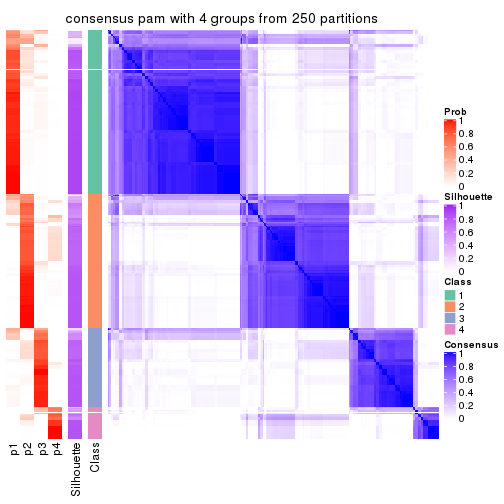 consensus pam with 4 groups from 250 partitions
Prob
1
0.8
0.6
0.4
0.2
0
Silhouette
1
0.8
0.6
0.4
0.2
0
Class
1
2
3
4
Consensus
1
0.8
0.6
0.4
0.2
0
p1
p2
p3
p4
Silhouette
Class